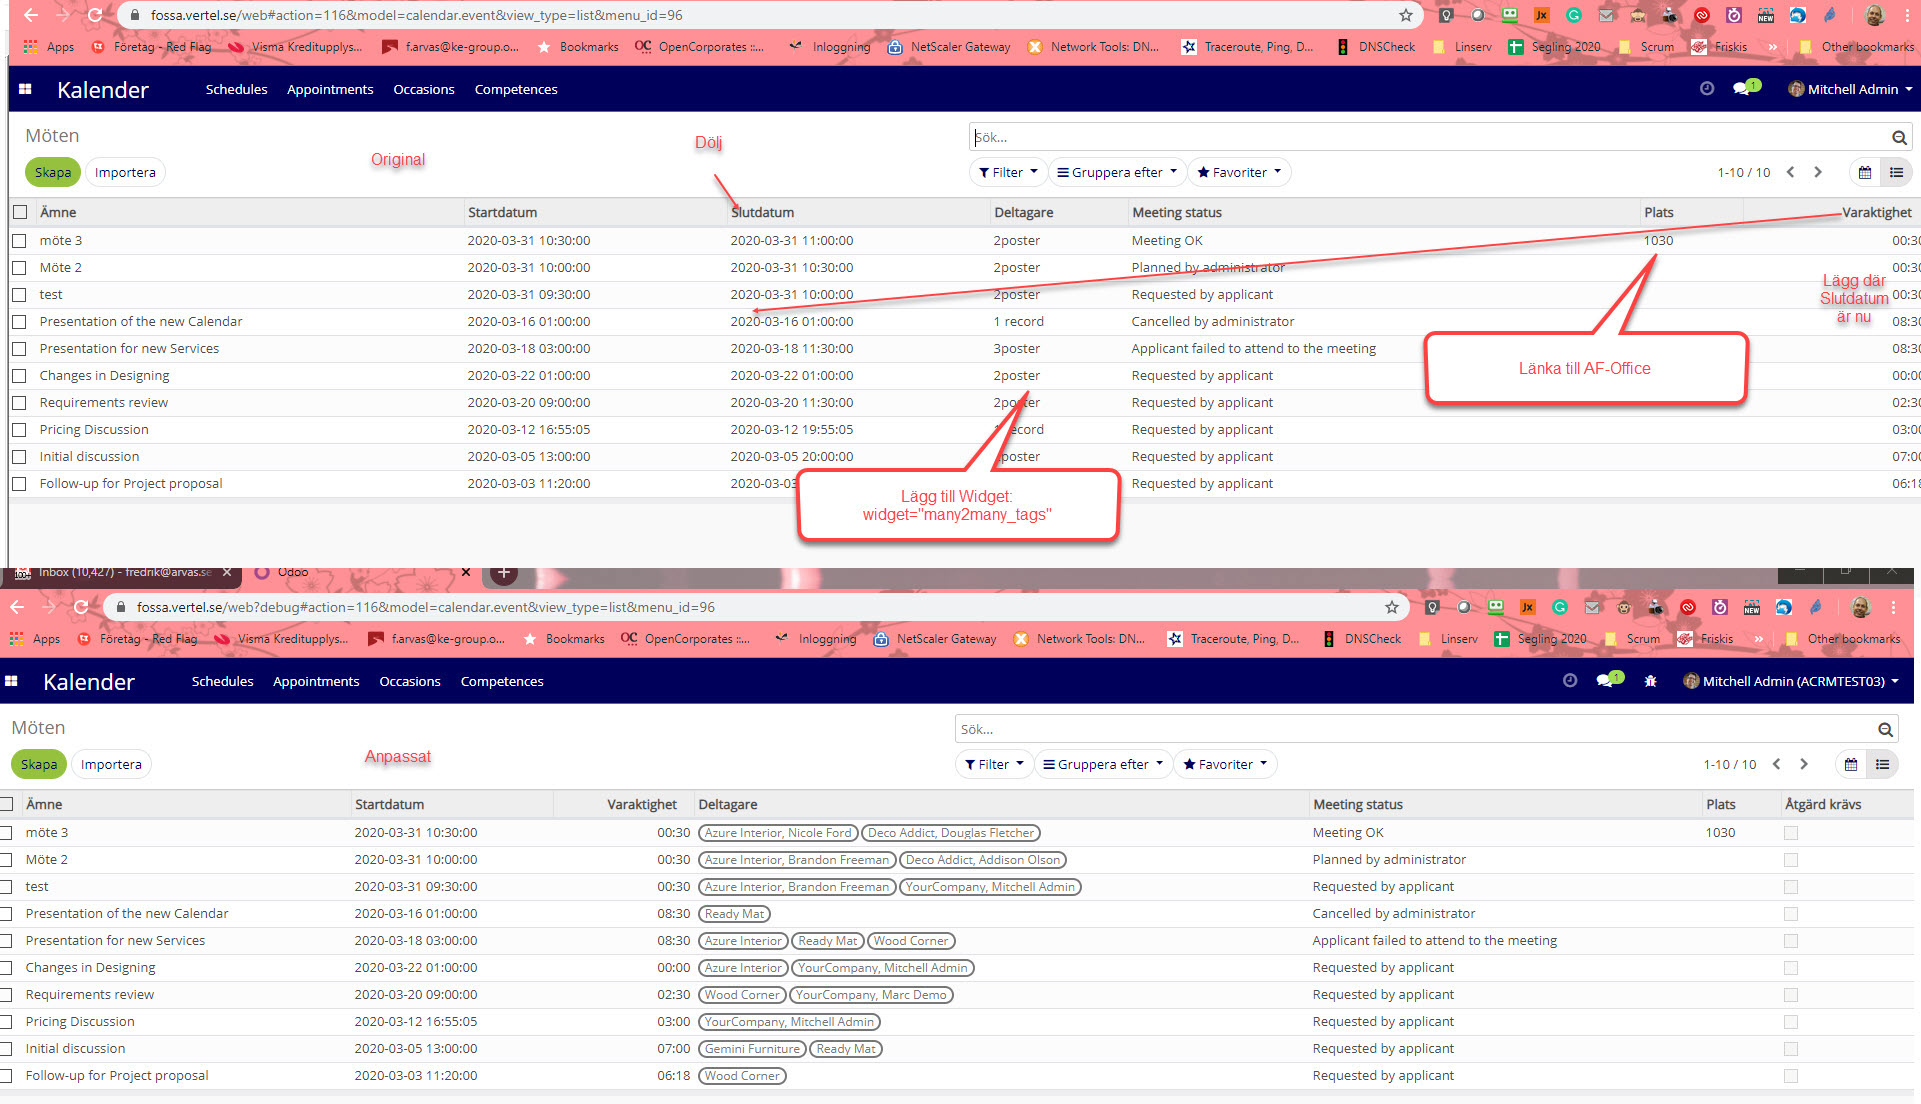 fossa.vertel.se/web#action=116&model=calendar.event&view_type=list&menu_id=96
Apps Företag - Red Flag Visma Kreditupplys... f.arvas@ke-group.o... Bookmarks OpenCorporates ::... Inloggning NetScaler Gateway Network Tools: DN... Traceroute, Ping, D... DNSCheck Linserv Segling 2020 Scrum Friskis » Other bookmarks
Kalender Schedules Appointments Occasions Competences 1 Mitchell Admin
Möten Sök...
Original Dölj
Skapa Importera Filter Gruppera efter Favoriter 1-10 / 10
Ämne Startdatum Slutdatum Deltagare Meeting status Plats Varaktighet
möte 3 2020-03-31 10:30:00 2020-03-31 11:00:00 2poster Meeting OK 1030 00:30
Möte 2 2020-03-31 10:00:00 2020-03-31 10:30:00 2poster Planned by administrator 00:30
test 2020-03-31 09:30:00 2020-03-31 10:00:00 2poster Requested by applicant 00:30
Lägg där
Slutdatum
är nu
Presentation of the new Calendar 2020-03-16 01:00:00 2020-03-16 01:00:00 1 record Cancelled by administrator 08:30
Presentation for new Services 2020-03-18 03:00:00 2020-03-18 11:30:00 3poster Applicant failed to attend to the meeting 08:30
Länka till AF-Office
Changes in Designing 2020-03-22 01:00:00 2020-03-22 01:00:00 2poster Requested by applicant 00:00
Requirements review 2020-03-20 09:00:00 2020-03-20 11:30:00 2poster Requested by applicant 02:30
Pricing Discussion 2020-03-12 16:55:05 2020-03-12 19:55:05 record Requested by applicant 03:00
Initial discussion 2020-03-05 13:00:00 2020-03-05 20:00:00 poster Requested by applicant 07:00
Follow-up for Project proposal 2020-03-03 11:20:00 2020-03-03 Requested by applicant 06:18
Lägg till Widget:
widget="many2many_tags"
100+ Inbox (10,427) - fredrik@arvas.se Odoo
fossa.vertel.se/web?debug#action=116&model=calendar.event&view_type=list&menu_id=96
Apps Företag - Red Flag Visma Kreditupplys... f.arvas@ke-group.o... Bookmarks OpenCorporates ::... Inloggning NetScaler Gateway Network Tools: DN... Traceroute, Ping, D... DNSCheck Linserv Segling 2020 Scrum Friskis » Other bookmarks
Kalender Schedules Appointments Occasions Competences 1 Mitchell Admin (ACRMTEST03)
Möten Sök...
Anpassat
Skapa Importera Filter Gruppera efter Favoriter 1-10 / 10
Ämne Startdatum Varaktighet Deltagare Meeting status Plats Åtgärd krävs
möte 3 2020-03-31 10:30:00 00:30 Azure Interior, Nicole Ford Deco Addict, Douglas Fletcher Meeting OK 1030
Möte 2 2020-03-31 10:00:00 00:30 Azure Interior, Brandon Freeman Deco Addict, Addison Olson Planned by administrator
test 2020-03-31 09:30:00 00:30 Azure Interior, Brandon Freeman YourCompany, Mitchell Admin Requested by applicant
Presentation of the new Calendar 2020-03-16 01:00:00 08:30 Ready Mat Cancelled by administrator
Presentation for new Services 2020-03-18 03:00:00 08:30 Azure Interior Ready Mat Wood Corner Applicant failed to attend to the meeting
Changes in Designing 2020-03-22 01:00:00 00:00 Azure Interior YourCompany, Mitchell Admin Requested by applicant
Requirements review 2020-03-20 09:00:00 02:30 Wood Corner YourCompany, Marc Demo Requested by applicant
Pricing Discussion 2020-03-12 16:55:05 03:00 YourCompany, Mitchell Admin Requested by applicant
Initial discussion 2020-03-05 13:00:00 07:00 Gemini Furniture Ready Mat Requested by applicant
Follow-up for Project proposal 2020-03-03 11:20:00 06:18 Wood Corner Requested by applicant